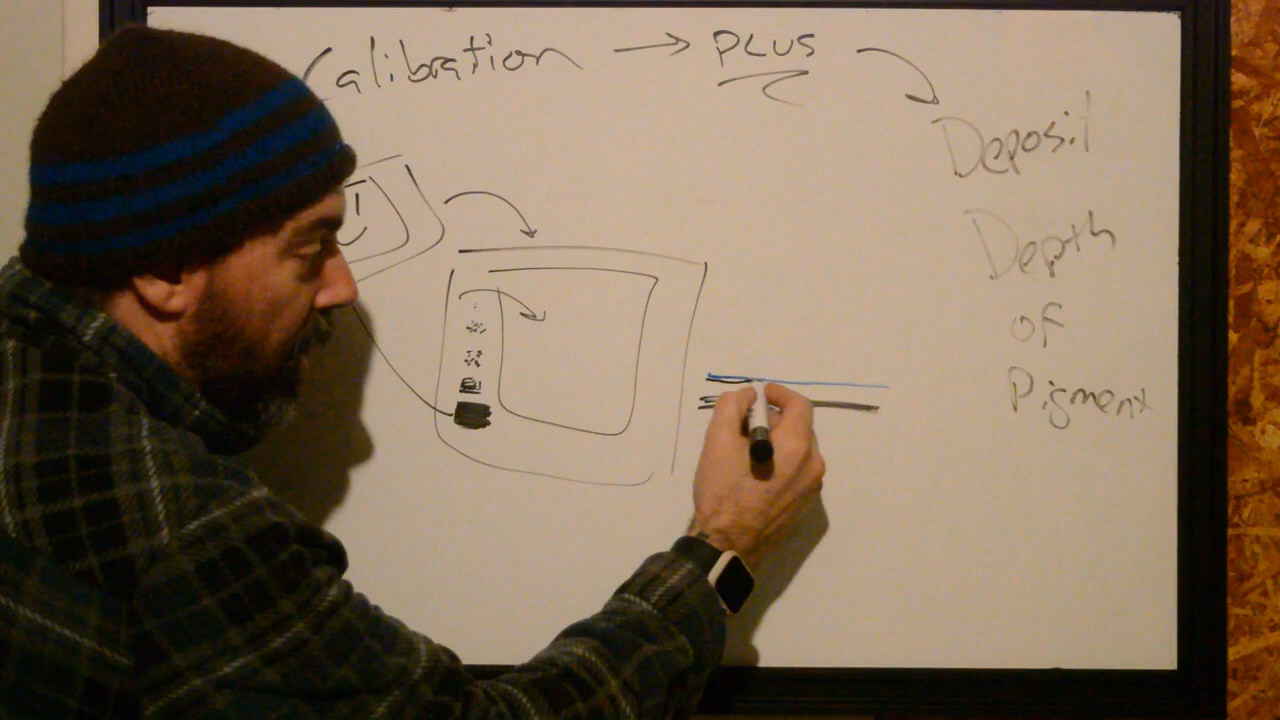 Calibration → PLUS
Deposit
Depth
of
Pigment